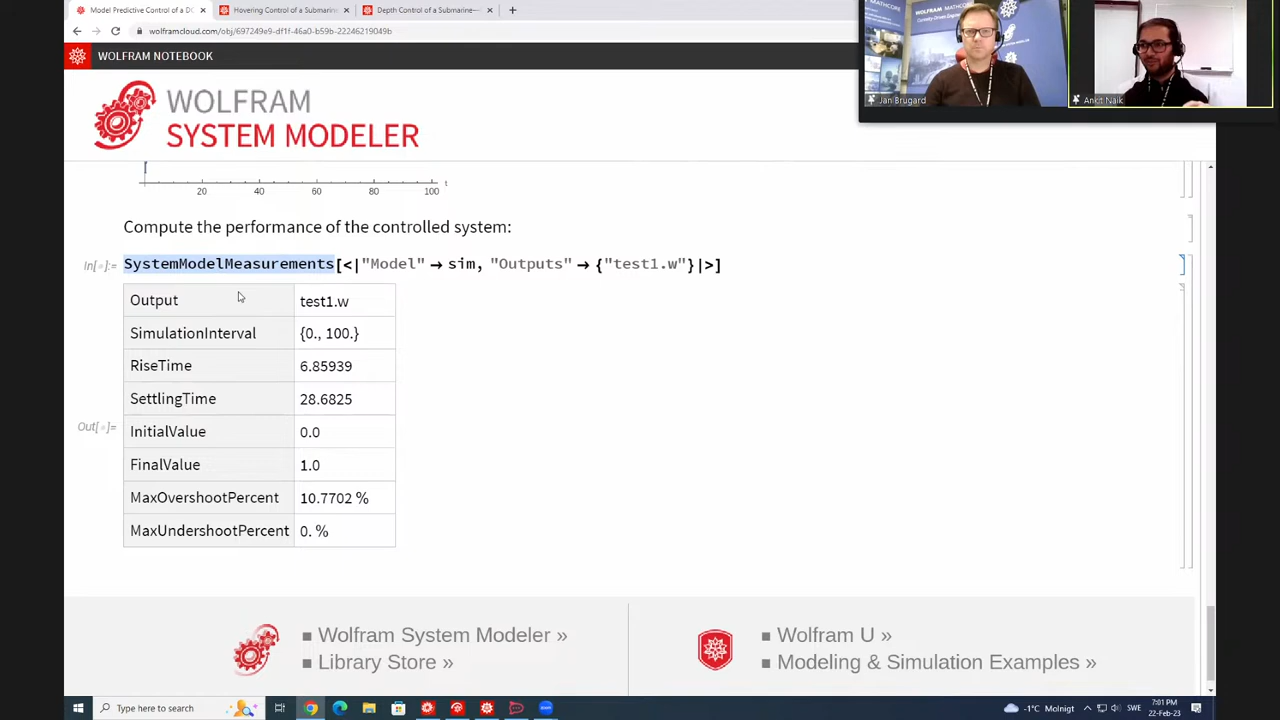 Model Predictive Control of a DC
Hovering Control of a Submarine
Depth Control of a Submarine—
wolframcloud.com/obj/697249e9-df1f-46a0-b59b-22462190 49b
WOLFRAM NOTEBOOK
Jan Brugard
Ankit Naik
WOLFRAM
SYSTEM MODELER
20 40 60 80 100 t
Compute the performance of the controlled system:
In[∘]:= SystemModelMeasurements[<|"Model" → sim, "Outputs" → {"test1.w"}|>]
Out[∘]=
Output test1.w
SimulationInterval {0., 100.}
RiseTime 6.85939
SettlingTime 28.6825
InitialValue 0.0
FinalValue 1.0
MaxOvershootPercent 10.7702 %
MaxUndershootPercent 0. %
▪ Wolfram System Modeler »
▪ Library Store »
▪ Wolfram U »
▪ Modeling & Simulation Examples »
Type here to search
-1°C Molnigt
SWE
7:01 PM
22-Feb-23